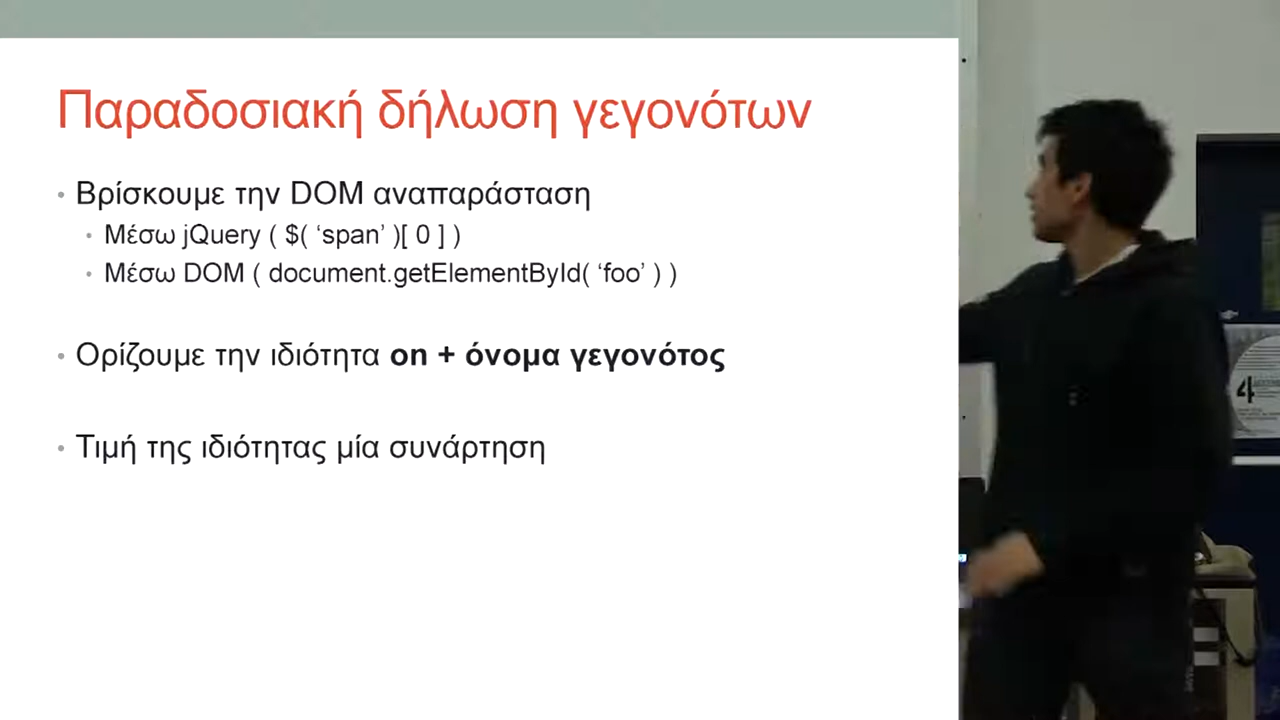 Παραδοσιακή δήλωση γεγονότων
• Βρίσκουμε την DOM αναπαράσταση
• Μέσω jQuery ( $( ‘span’ )[ 0 ] )
• Μέσω DOM ( document.getElementById( ‘foo’ ) )
• Ορίζουμε την ιδιότητα on + όνομα γεγονότος
• Τιμή της ιδιότητας μία συνάρτηση
4